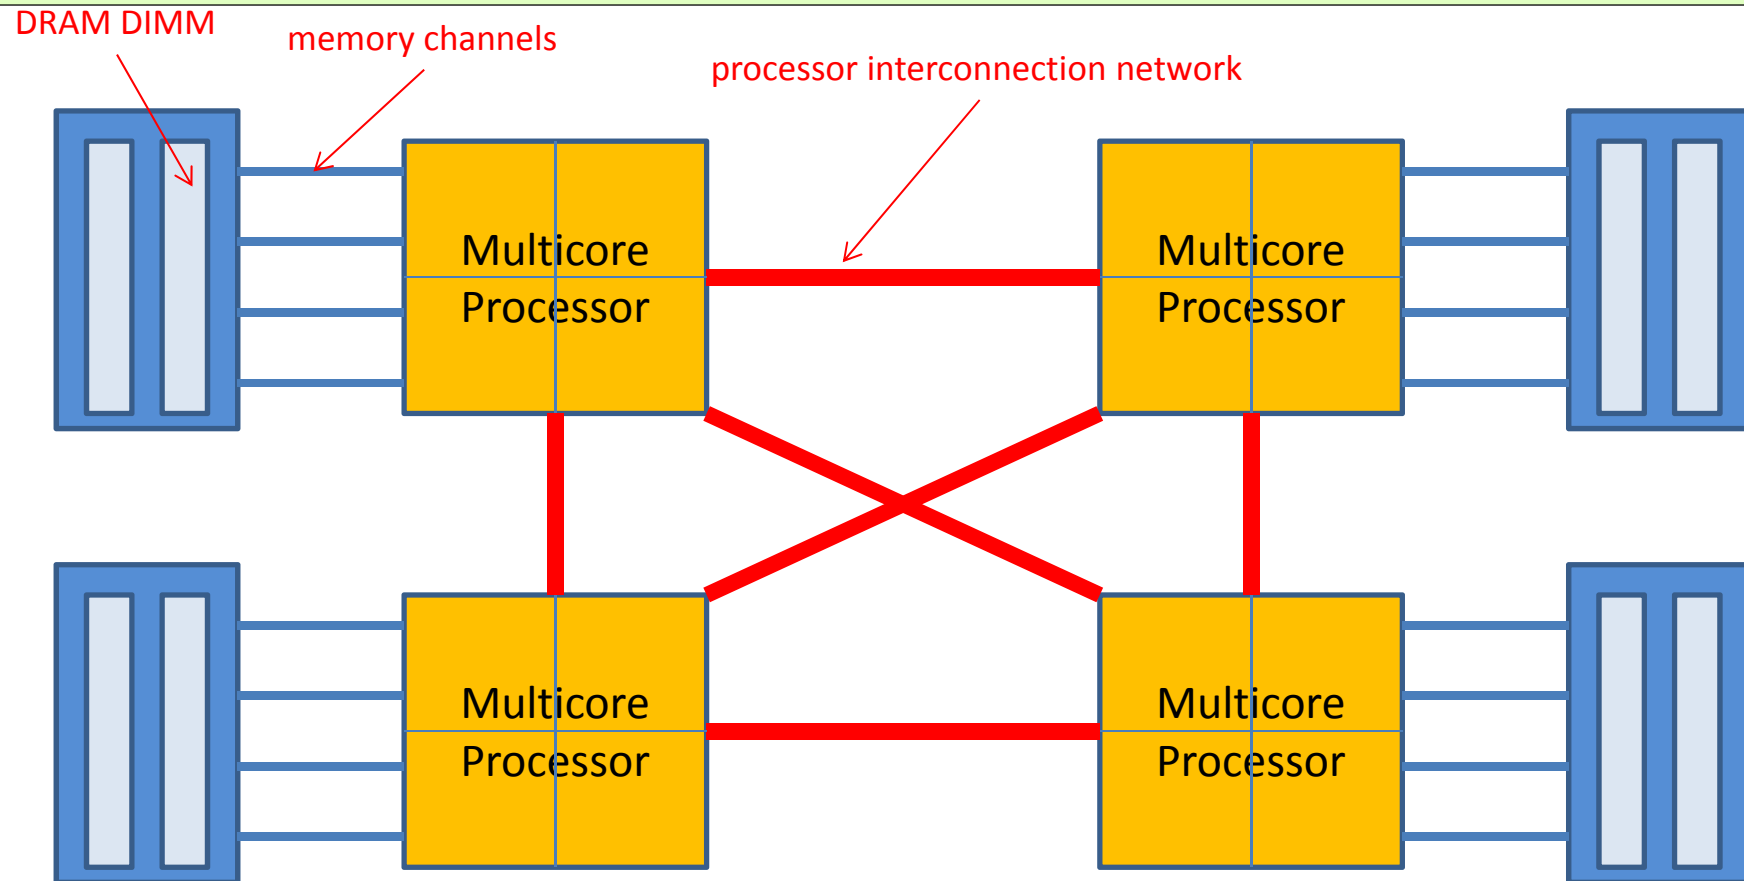 DRAM DIMM
memory channels
processor interconnection network
Multicore
Processor
Multicore
Processor
Multicore
Processor
Multicore
Processor